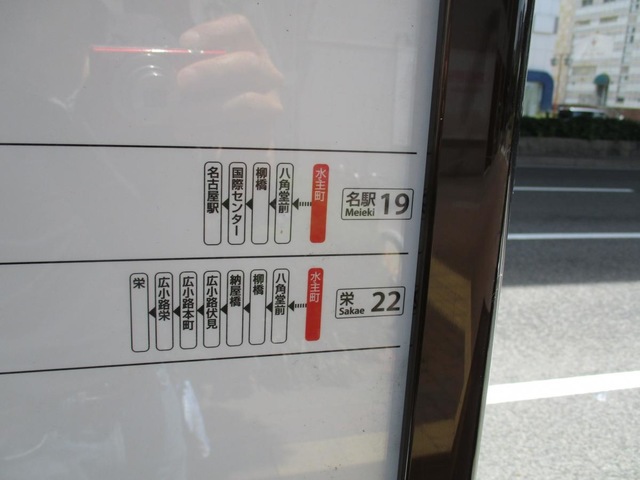 名駅 19
Meieki
水主町
八角堂前
柳橋
国際センター
名古屋駅
栄 22
Sakae
水主町
八角堂前
柳橋
納屋橋
広小路伏見
広小路本町
広小路栄
栄